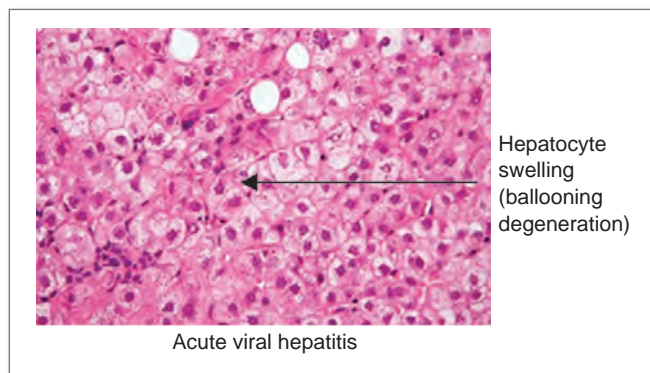 Hepatocyte
swelling
(ballooning
degeneration)
Acute viral hepatitis